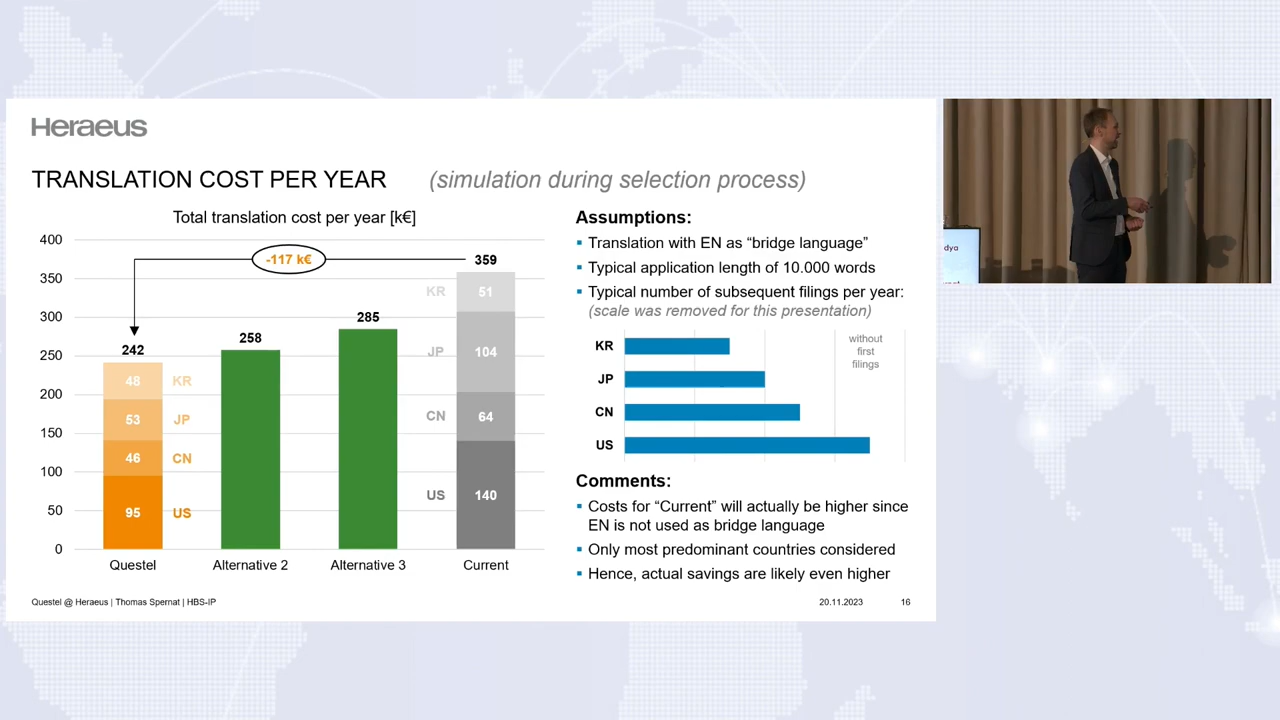 Heraeus
TRANSLATION COST PER YEAR (simulation during selection process)
Total translation cost per year [k€]
400
350
300
250
200
150
100
50
0
-117 k€
242
48 KR
53 JP
46 CN
95 US
258
285
359
KR 51
JP 104
CN 64
US 140
Questel
Alternative 2
Alternative 3
Current
Assumptions:
▪ Translation with EN as “bridge language”
▪ Typical application length of 10.000 words
▪ Typical number of subsequent filings per year:
(scale was removed for this presentation)
KR
JP
CN
US
without
first
filings
Comments:
▪ Costs for “Current” will actually be higher since
EN is not used as bridge language
▪ Only most predominant countries considered
▪ Hence, actual savings are likely even higher
Questel @ Heraeus | Thomas Spernat | HBS-IP
20.11.2023 16
dya